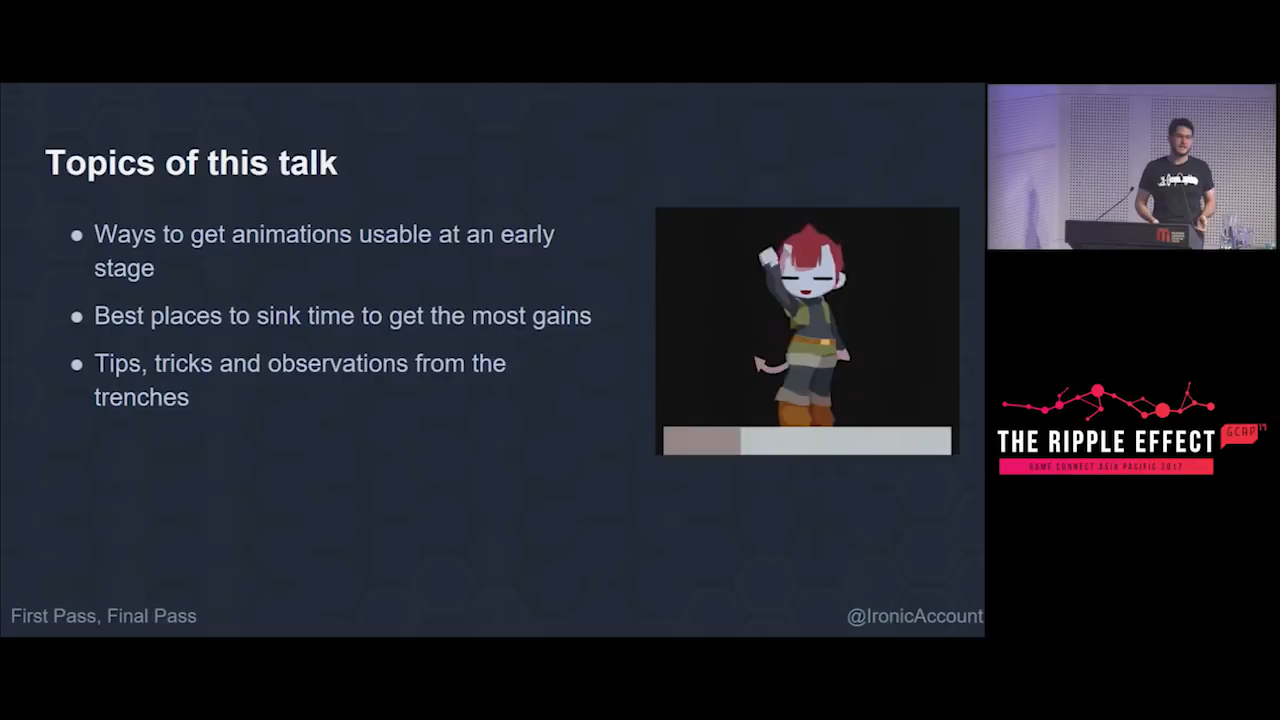 Topics of this talk
● Ways to get animations usable at an early
stage
● Best places to sink time to get the most gains
● Tips, tricks and observations from the
trenches
First Pass, Final Pass
@IronicAccount
THE RIPPLE EFFECT
GCAP 17
GAME CONNECT ASIA PACIFIC 2017